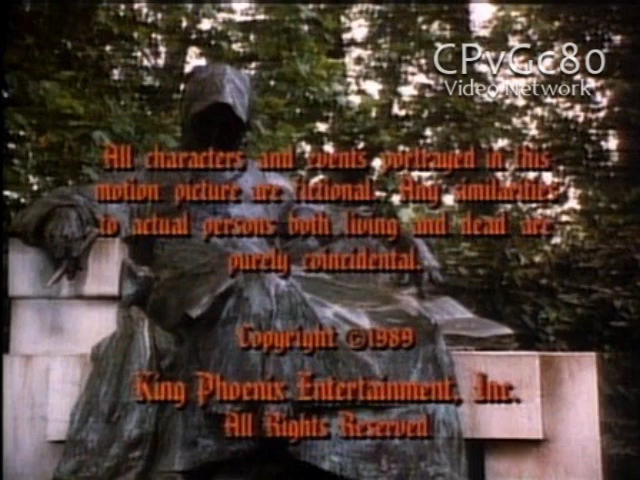 CPvGc80
Video Network
All characters and events portrayed in this
motion picture are fictional. Any similarities
to actual persons both living and dead are
purely coincidental.
Copyright ©1989
King Phoenix Entertainment, Inc.
All Rights Reserved